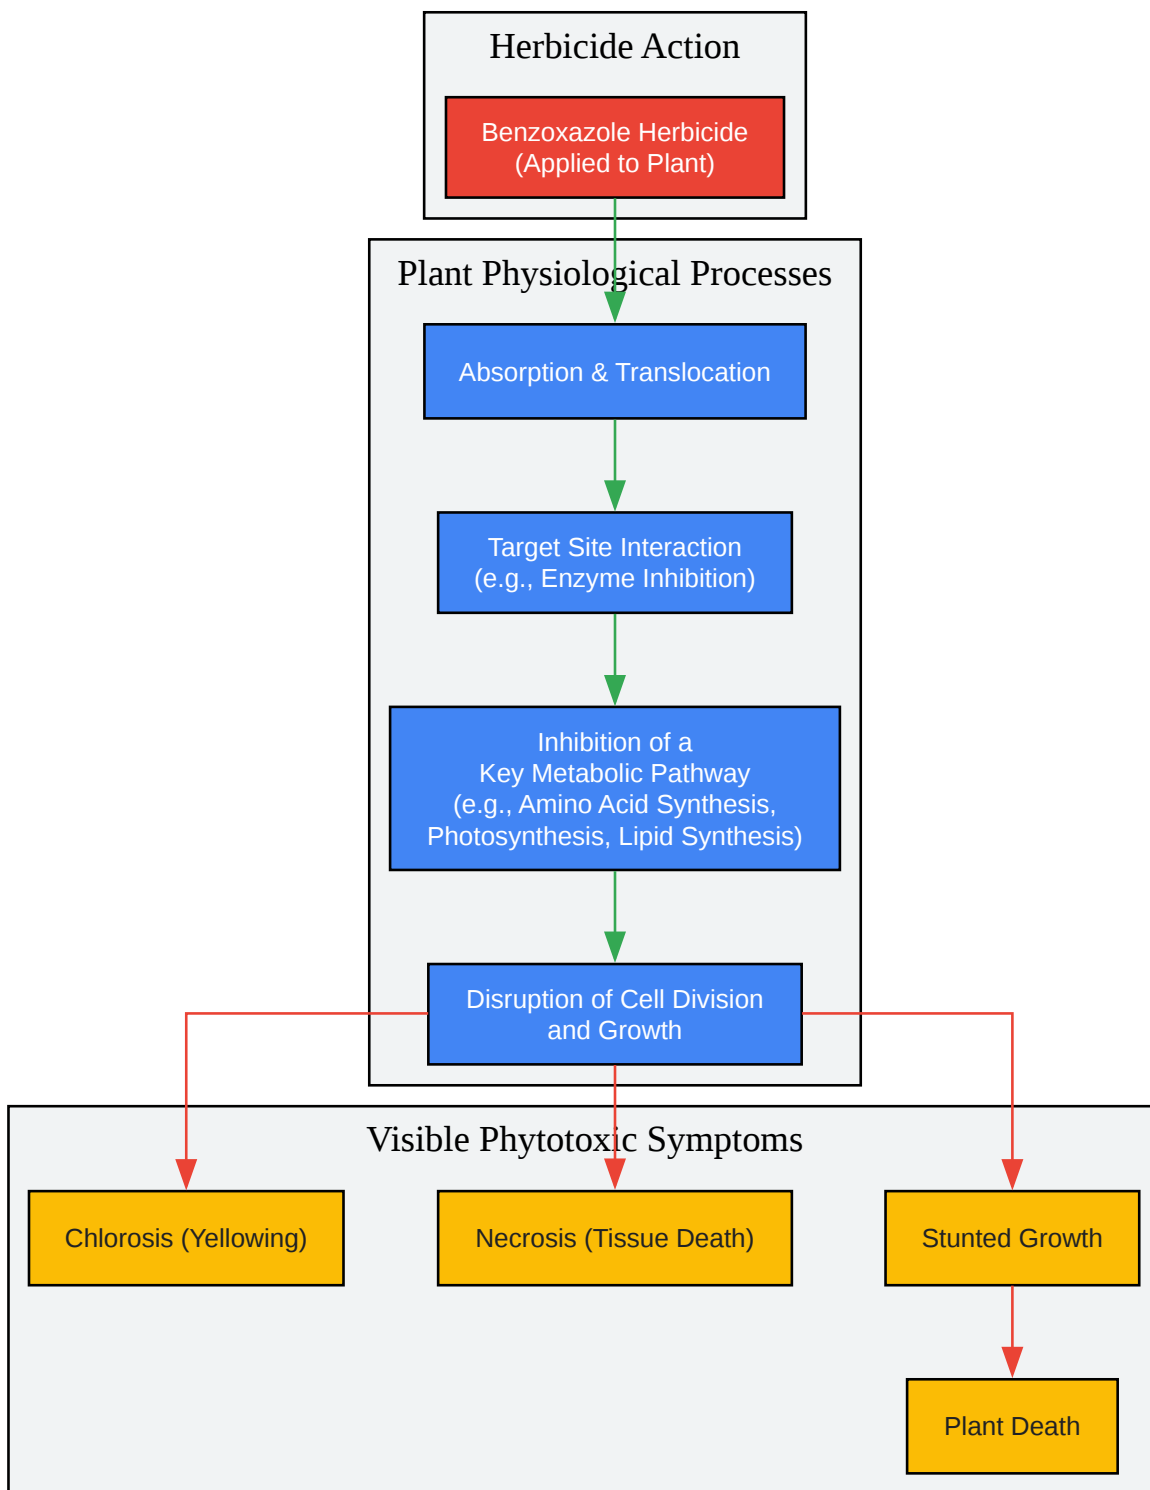 Herbicide Action
Benzoxazole Herbicide
(Applied to Plant)
Plant Physiological Processes
Absorption & Translocation
Target Site Interaction
(e.g., Enzyme Inhibition)
Inhibition of a
Key Metabolic Pathway
(e.g., Amino Acid Synthesis,
Photosynthesis, Lipid Synthesis)
Disruption of Cell Division
and Growth
Visible Phytotoxic Symptoms
Chlorosis (Yellowing)
Necrosis (Tissue Death)
Stunted Growth
Plant Death